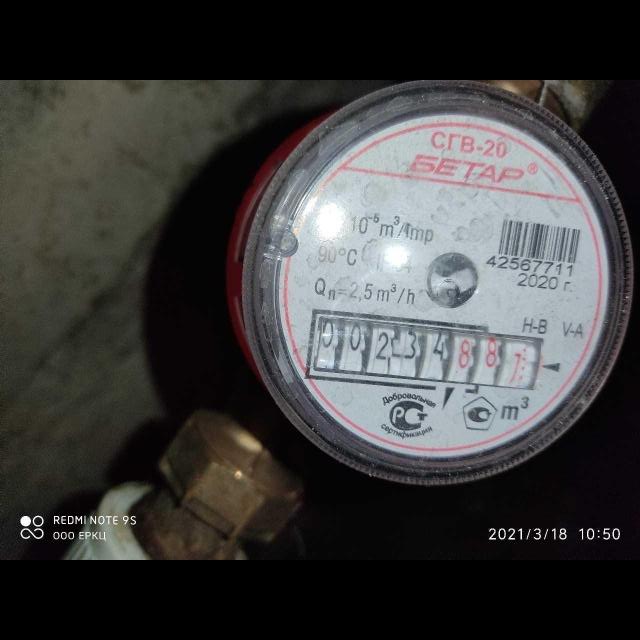 СГВ-20
БЕТАР®
10⁻⁵ m³/imp
90°C
42567711
Qₙ=2,5 m³/h
2020 г.
H-B V-A
00234887
m³
Добровольная
РСТ
сертификация
REDMI NOTE 9S
ООО ЕРКЦ
2021/3/18 10:50